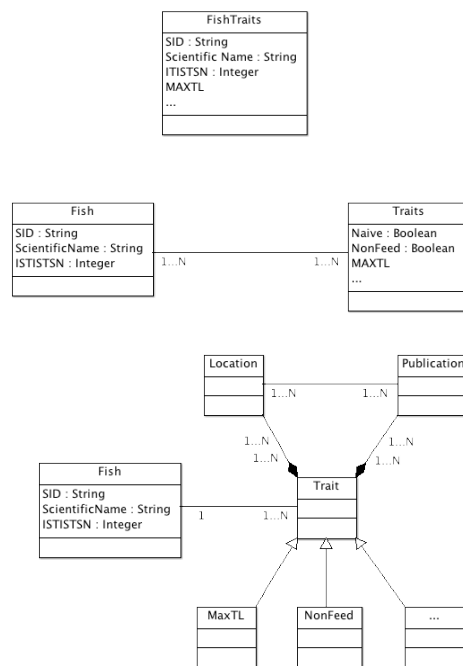 FishTraits
SID : String
Scientific Name : String
ITISTSN : Integer
MAXTL
...
Fish
SID : String
ScientificName : String
ISTISTSN : Integer
1...N
1...N
Traits
Naive : Boolean
NonFeed : Boolean
MAXTL
...
Location
Publication
1...N
1...N
1...N
1...N
1...N
1...N
Fish
SID : String
ScientificName : String
ISTISTSN : Integer
1
1...N
Trait
MaxTL
NonFeed
...